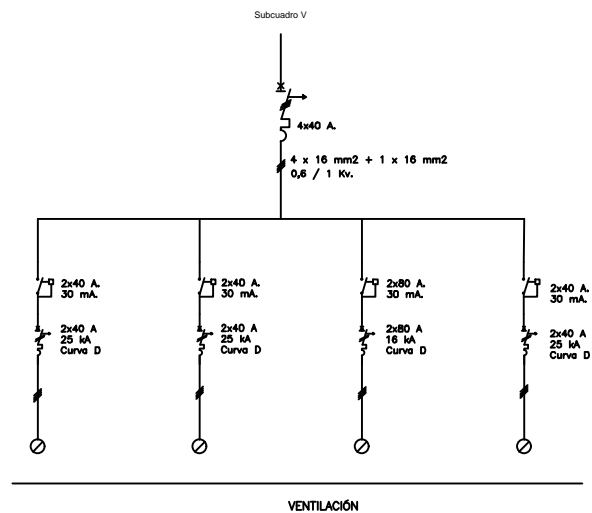 Subcuadro V
4x40 A.
4 x 16 mm2 + 1 x 16 mm2
0,6 / 1 Kv.
2x40 A.
30 mA.
2x40 A.
30 mA.
2x80 A.
30 mA.
2x40 A.
30 mA.
2x40 A
25 kA
Curva D
2x40 A
25 kA
Curva D
2x80 A
16 kA
Curva D
2x40 A
25 kA
Curva D
VENTILACIÓN